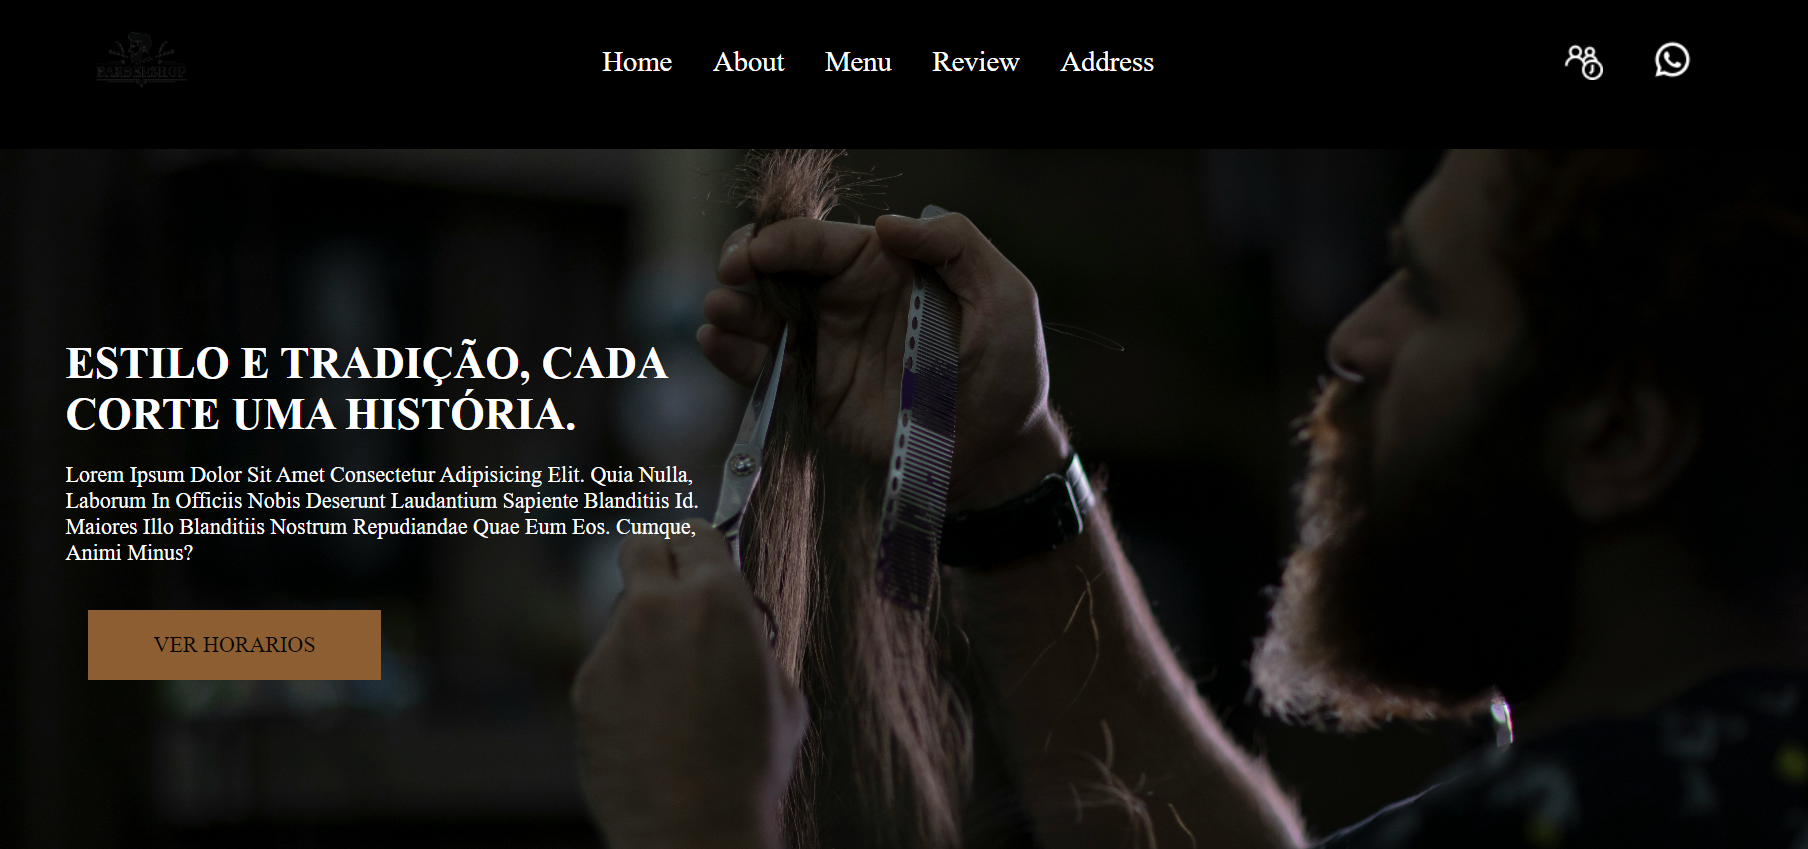 BARBERSHOP
Home About Menu Review Address
ESTILO E TRADIÇÃO, CADA
CORTE UMA HISTÓRIA.
Lorem Ipsum Dolor Sit Amet Consectetur Adipisicing Elit. Quia Nulla,
Laborum In Officiis Nobis Deserunt Laudantium Sapiente Blanditiis Id.
Maiores Illo Blanditiis Nostrum Repudiandae Quae Eum Eos. Cumque,
Animi Minus?
VER HORARIOS